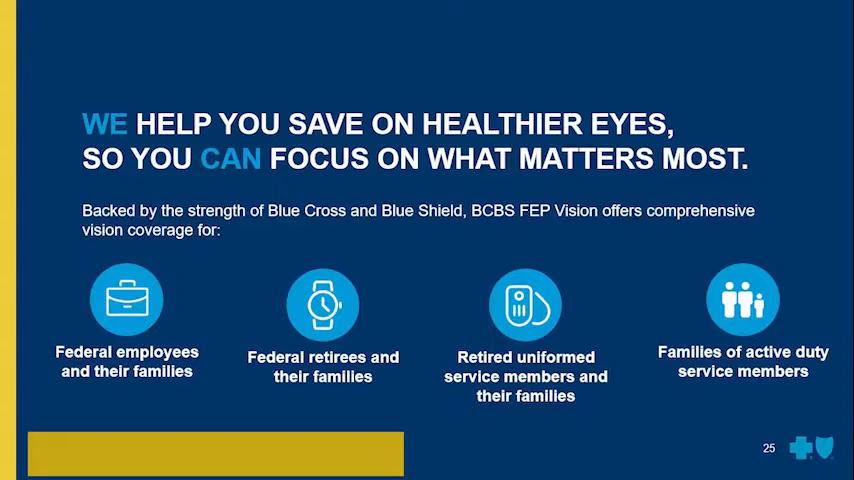 WE HELP YOU SAVE ON HEALTHIER EYES,
SO YOU CAN FOCUS ON WHAT MATTERS MOST.
Backed by the strength of Blue Cross and Blue Shield, BCBS FEP Vision offers comprehensive
vision coverage for:
Federal employees
and their families
Federal retirees and
their families
Retired uniformed
service members and
their families
Families of active duty
service members
25